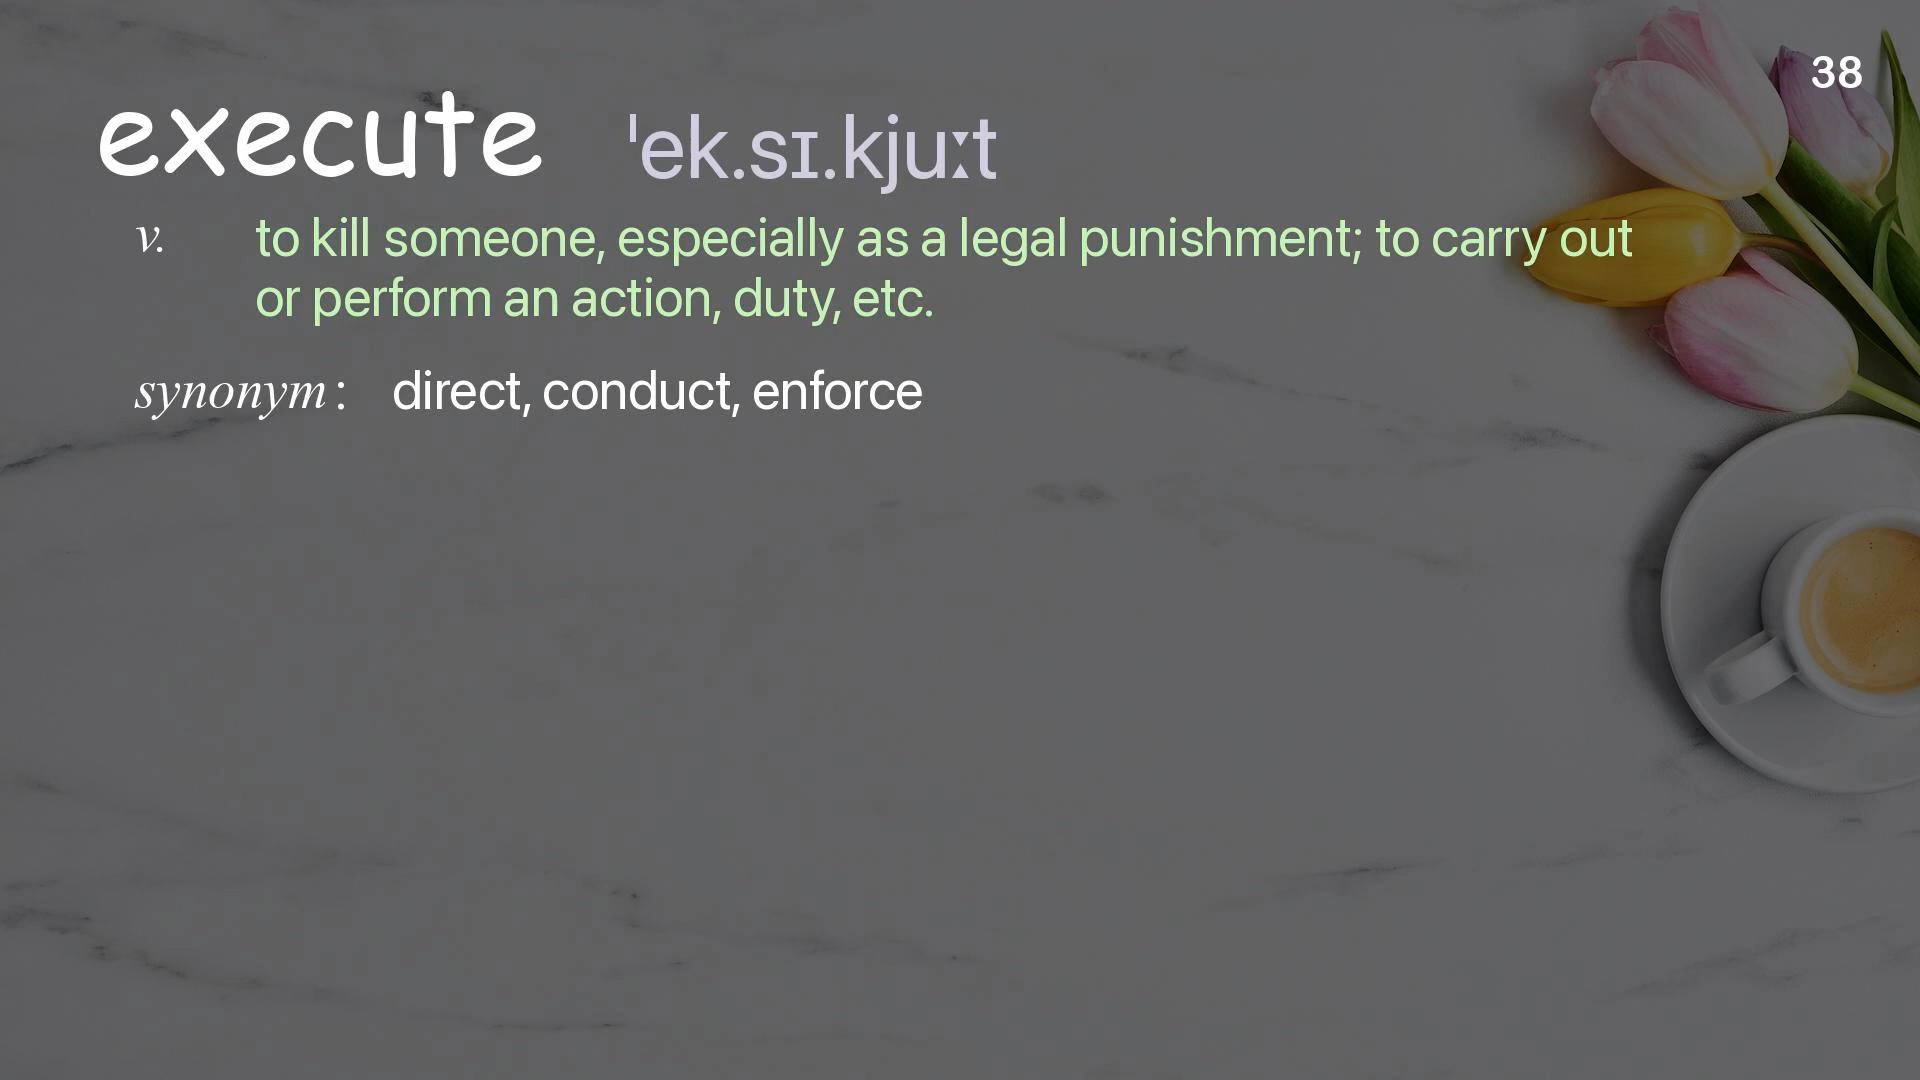 38
execute ˈek.sɪ.kjuːt
v. to kill someone, especially as a legal punishment; to carry out
or perform an action, duty, etc.
synonym : direct, conduct, enforce